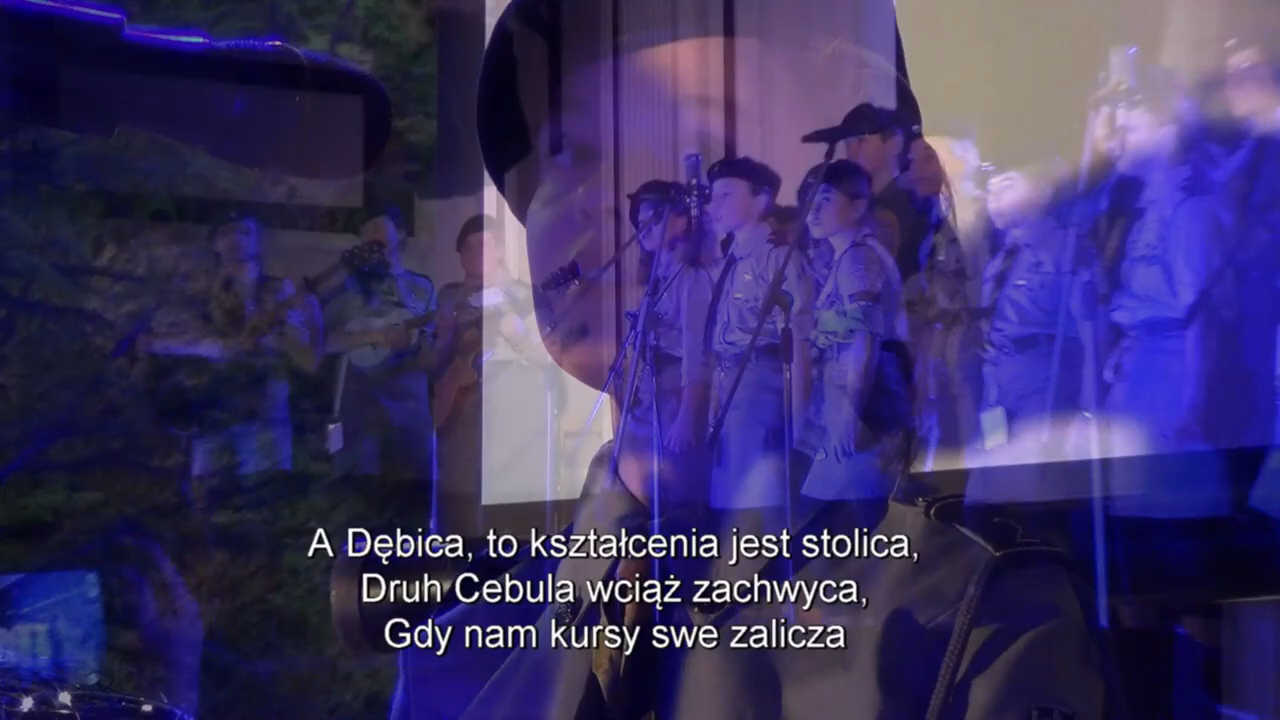 A Dębica, to kształcenia jest stolica,
Druh Cebula wciąż zachwyca,
Gdy nam kursy swe zalicza